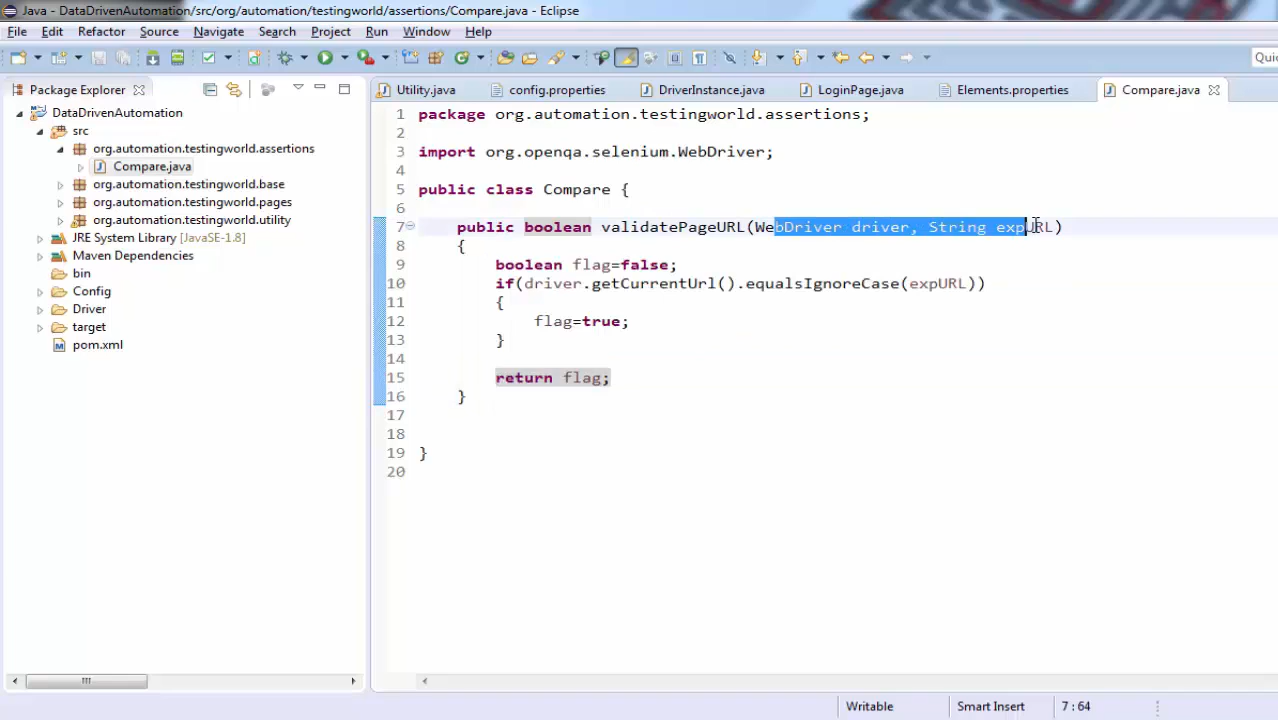 Java - DataDrivenAutomation/src/org/automation/testingworld/assertions/Compare.java - Eclipse
File Edit Refactor Source Navigate Search Project Run Window Help
Package Explorer
Utility.java config.properties DriverInstance.java LoginPage.java Elements.properties Compare.java
DataDrivenAutomation
src
org.automation.testingworld.assertions
Compare.java
org.automation.testingworld.base
org.automation.testingworld.pages
org.automation.testingworld.utility
JRE System Library [JavaSE-1.8]
Maven Dependencies
bin
Config
Driver
target
pom.xml
1 package org.automation.testingworld.assertions;
2
3 import org.openqa.selenium.WebDriver;
4
5 public class Compare {
6
7 public boolean validatePageURL(WebDriver driver, String expURL)
8 {
9 boolean flag=false;
10 if(driver.getCurrentUrl().equalsIgnoreCase(expURL))
11 {
12 flag=true;
13 }
14
15 return flag;
16 }
17
18
19 }
20
Writable Smart Insert 7 : 64